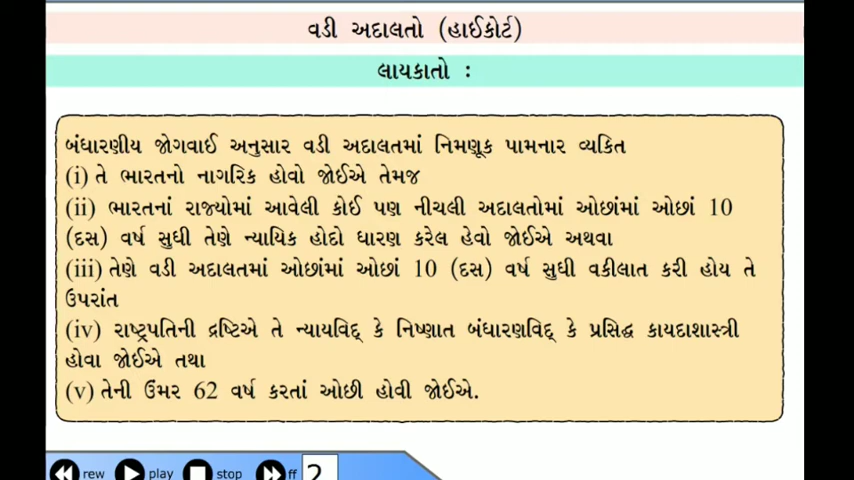 વડી અદાલતો (હાઈકોર્ટ)
લાયકાતો :
બંધારણીય જોગવાઈ અનુસાર વડી અદાલતમાં નિમણૂક પામનાર વ્યકિત
(i) તે ભારતનો નાગરિક હોવો જોઈએ તેમજ
(ii) ભારતનાં રાજ્યોમાં આવેલી કોઈ પણ નીચલી અદાલતોમાં ઓછાંમાં ઓછાં 10
(દસ) વર્ષ સુધી તેણે ન્યાયિક હોદો ધારણ કરેલ હેવો જોઈએ અથવા
(iii) તેણે વડી અદાલતમાં ઓછાંમાં ઓછાં 10 (દસ) વર્ષ સુધી વકીલાત કરી હોય તે
ઉપરાંત
(iv) રાષ્ટ્રપતિની દ્રષ્ટિએ તે ન્યાયવિદ્ કે નિષ્ણાત બંધારણવિદ્ કે પ્રસિદ્ધ કાયદાશાસ્ત્રી
હોવા જોઈએ તથા
(v) તેની ઉંમર 62 વર્ષ કરતાં ઓછી હોવી જોઈએ.
rew play stop ff 2